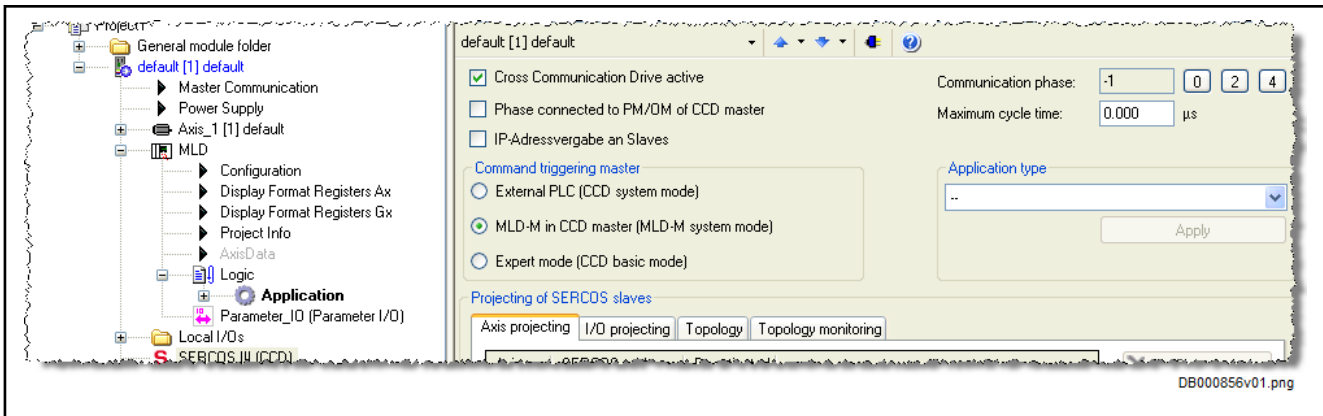 Project1
General module folder
default [1] default
Master Communication
Power Supply
Axis_1 [1] default
MLD
Configuration
Display Format Registers Ax
Display Format Registers Gx
Project Info
AxisData
Logic
Application
Parameter_IO (Parameter I/O)
Local I/Os
SERCOS III (CCD)
default [1] default
Cross Communication Drive active
Phase connected to PM/OM of CCD master
IP-Adressvergabe an Slaves
Communication phase: -1 0 2 4
Maximum cycle time: 0.000 µs
Command triggering master
External PLC (CCD system mode)
MLD-M in CCD master (MLD-M system mode)
Expert mode (CCD basic mode)
Application type
--
Apply
Projecting of SERCOS slaves
Axis projecting I/O projecting Topology Topology monitoring
DB000856v01.png